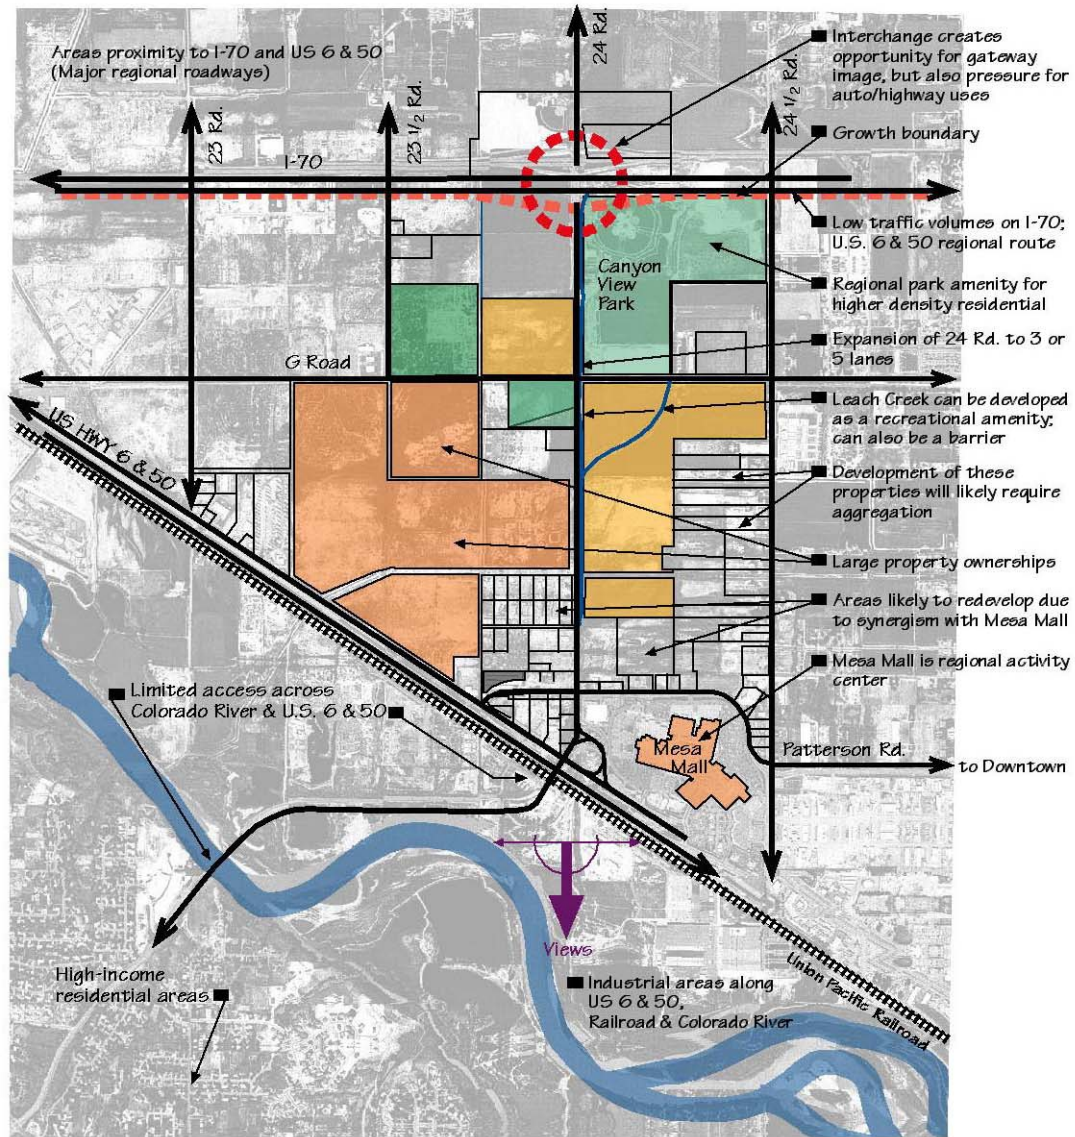 Areas proximity to I-70 and US 6 & 50
(Major regional roadways)
23 Rd.
23 1/2 Rd.
24 Rd.
24 1/2 Rd.
I-70
Interchange creates
opportunity for gateway
image, but also pressure for
auto/highway uses
Growth boundary
Low traffic volumes on I-70;
U.S. 6 & 50 regional route
Canyon
View
Park
Regional park amenity for
higher density residential
Expansion of 24 Rd. to 3 or
5 lanes
G Road
Leach Creek can be developed
as a recreational amenity;
can also be a barrier
US HWY 6 & 50
Development of these
properties will likely require
aggregation
Large property ownerships
Areas likely to redevelop due
to synergism with Mesa Mall
Mesa Mall is regional activity
center
Limited access across
Colorado River & U.S. 6 & 50
Mesa
Mall
Patterson Rd.
to Downtown
Views
High-income
residential areas
Industrial areas along
US 6 & 50,
Railroad & Colorado River
Union Pacific Railroad